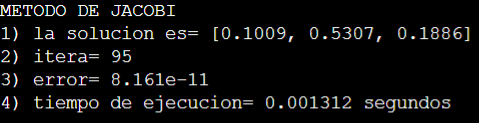 METODO DE JACOBI
1) la solucion es= [0.1009, 0.5307, 0.1886]
2) itera= 95
3) error= 8.161e-11
4) tiempo de ejecucion= 0.001312 segundos